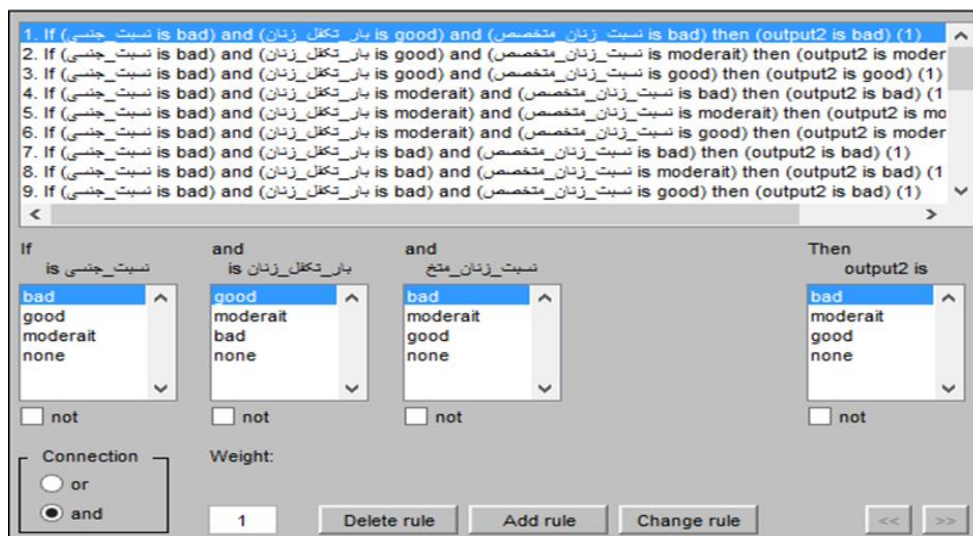 1. If (نسبت_جنسی is bad) and (بار_تکفل_زنان is good) and (نسبت_زنان_متخصص is bad) then (output2 is bad) (1)
2. If (نسبت_جنسی is bad) and (بار_تکفل_زنان is good) and (نسبت_زنان_متخصص is moderait) then (output2 is moder
3. If (نسبت_جنسی is bad) and (بار_تکفل_زنان is good) and (نسبت_زنان_متخصص is good) then (output2 is good) (1)
4. If (نسبت_جنسی is bad) and (بار_تکفل_زنان is moderait) and (نسبت_زنان_متخصص is bad) then (output2 is bad) (1
5. If (نسبت_جنسی is bad) and (بار_تکفل_زنان is moderait) and (نسبت_زنان_متخصص is moderait) then (output2 is mo
6. If (نسبت_جنسی is bad) and (بار_تکفل_زنان is moderait) and (نسبت_زنان_متخصص is good) then (output2 is moder
7. If (نسبت_جنسی is bad) and (بار_تکفل_زنان is bad) and (نسبت_زنان_متخصص is bad) then (output2 is bad) (1)
8. If (نسبت_جنسی is bad) and (بار_تکفل_زنان is bad) and (نسبت_زنان_متخصص is moderait) then (output2 is bad) (1
9. If (نسبت_جنسی is bad) and (بار_تکفل_زنان is bad) and (نسبت_زنان_متخصص is good) then (output2 is bad) (1)
If
نسبت_جنسی is
bad
good
moderait
none
not
and
بار_تکفل_زنان is
good
moderait
bad
none
not
and
نسبت_زنان_متخ
bad
moderait
good
none
not
Then
output2 is
bad
moderait
good
none
not
Connection
or
and
Weight:
1
Delete rule
Add rule
Change rule
<<
>>